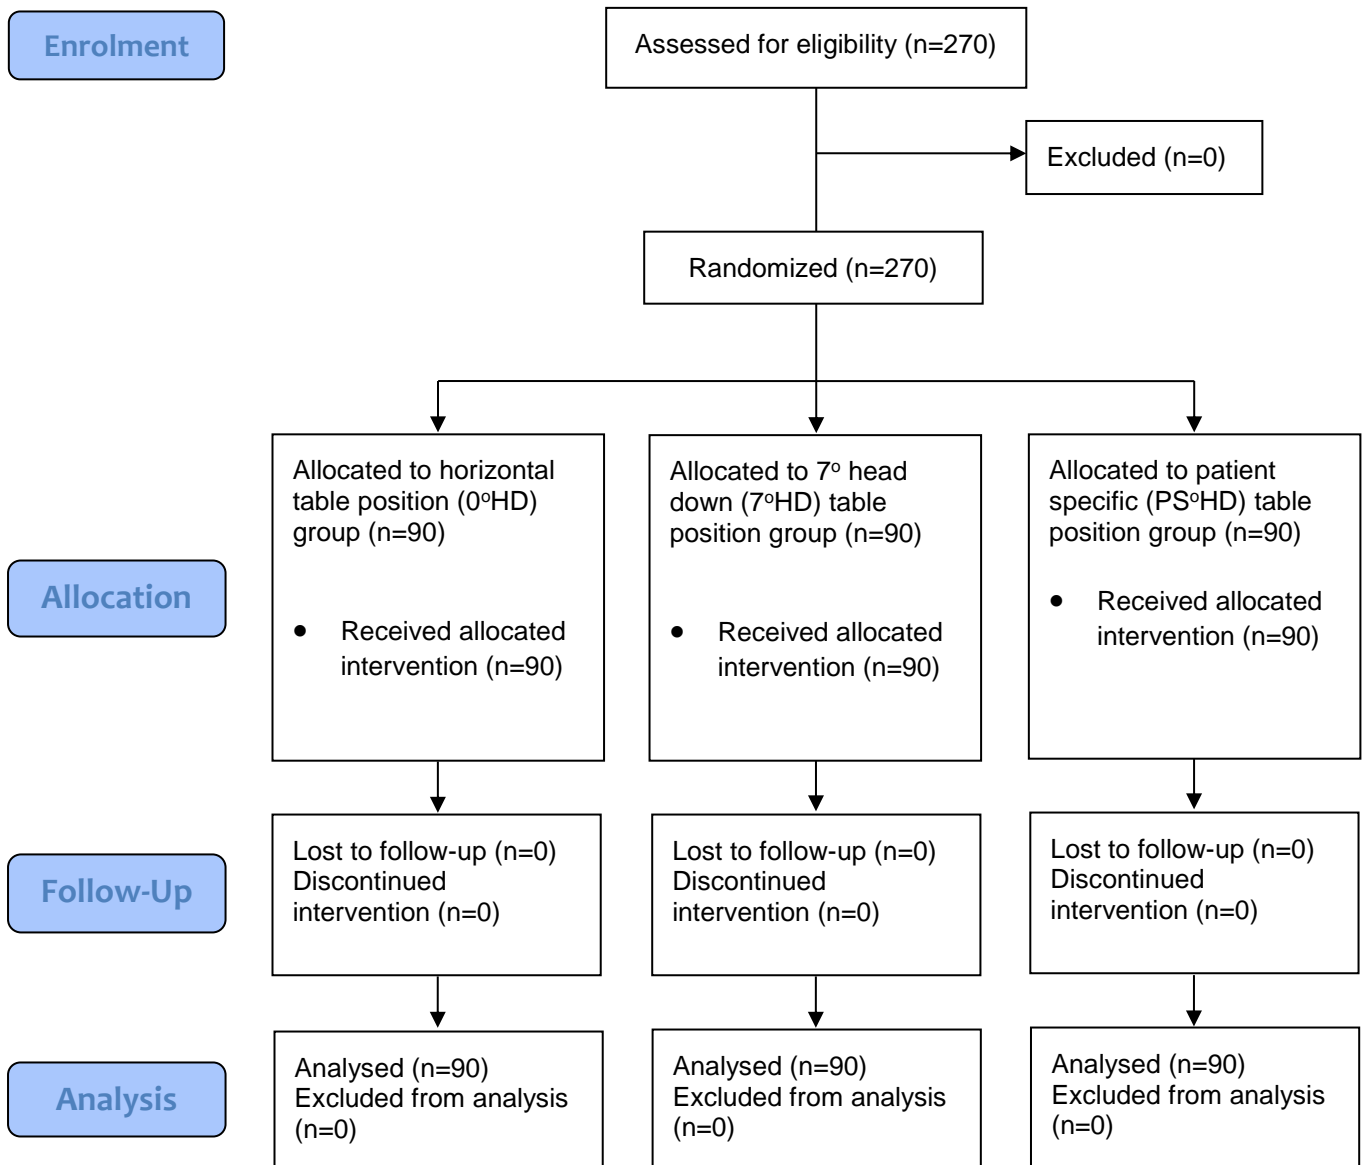 Enrolment
Assessed for eligibility (n=270)
Excluded (n=0)
Randomized (n=270)
Allocation
Allocated to horizontal
table position (0ºHD)
group (n=90)
• Received allocated
intervention (n=90)
Allocated to 7º head
down (7ºHD) table
position group (n=90)
• Received allocated
intervention (n=90)
Allocated to patient
specific (PSºHD) table
position group (n=90)
• Received allocated
intervention (n=90)
Follow-Up
Lost to follow-up (n=0)
Discontinued
intervention (n=0)
Lost to follow-up (n=0)
Discontinued
intervention (n=0)
Lost to follow-up (n=0)
Discontinued
intervention (n=0)
Analysis
Analysed (n=90)
Excluded from analysis
(n=0)
Analysed (n=90)
Excluded from analysis
(n=0)
Analysed (n=90)
Excluded from analysis
(n=0)